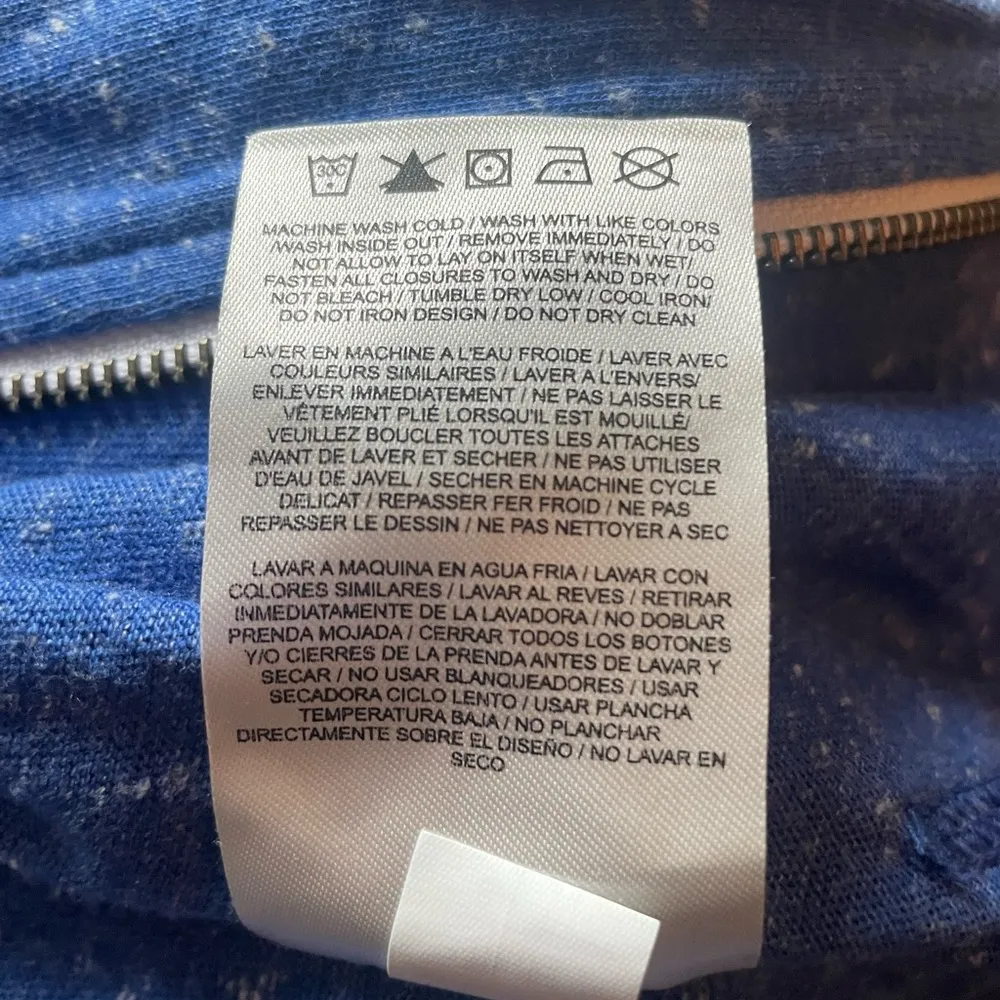 30C
MACHINE WASH COLD / WASH WITH LIKE COLORS
/WASH INSIDE OUT / REMOVE IMMEDIATELY / DO
NOT ALLOW TO LAY ON ITSELF WHEN WET/
FASTEN ALL CLOSURES TO WASH AND DRY / DO
NOT BLEACH / TUMBLE DRY LOW / COOL IRON/
DO NOT IRON DESIGN / DO NOT DRY CLEAN
LAVER EN MACHINE A L'EAU FROIDE / LAVER AVEC
COULEURS SIMILAIRES / LAVER A L'ENVERS/
ENLEVER IMMEDIATEMENT / NE PAS LAISSER LE
VÊTEMENT PLIÉ LORSQU'IL EST MOUILLÉ/
VEUILLEZ BOUCLER TOUTES LES ATTACHES
AVANT DE LAVER ET SECHER / NE PAS UTILISER
D'EAU DE JAVEL / SECHER EN MACHINE CYCLE
DELICAT / REPASSER FER FROID / NE PAS
REPASSER LE DESSIN / NE PAS NETTOYER A SEC
LAVAR A MAQUINA EN AGUA FRIA / LAVAR CON
COLORES SIMILARES / LAVAR AL REVES / RETIRAR
INMEDIATAMENTE DE LA LAVADORA / NO DOBLAR
PRENDA MOJADA / CERRAR TODOS LOS BOTONES
Y/O CIERRES DE LA PRENDA ANTES DE LAVAR Y
SECAR / NO USAR BLANQUEADORES / USAR
SECADORA CICLO LENTO / USAR PLANCHA
TEMPERATURA BAJA / NO PLANCHAR
DIRECTAMENTE SOBRE EL DISEÑO / NO LAVAR EN
SECO